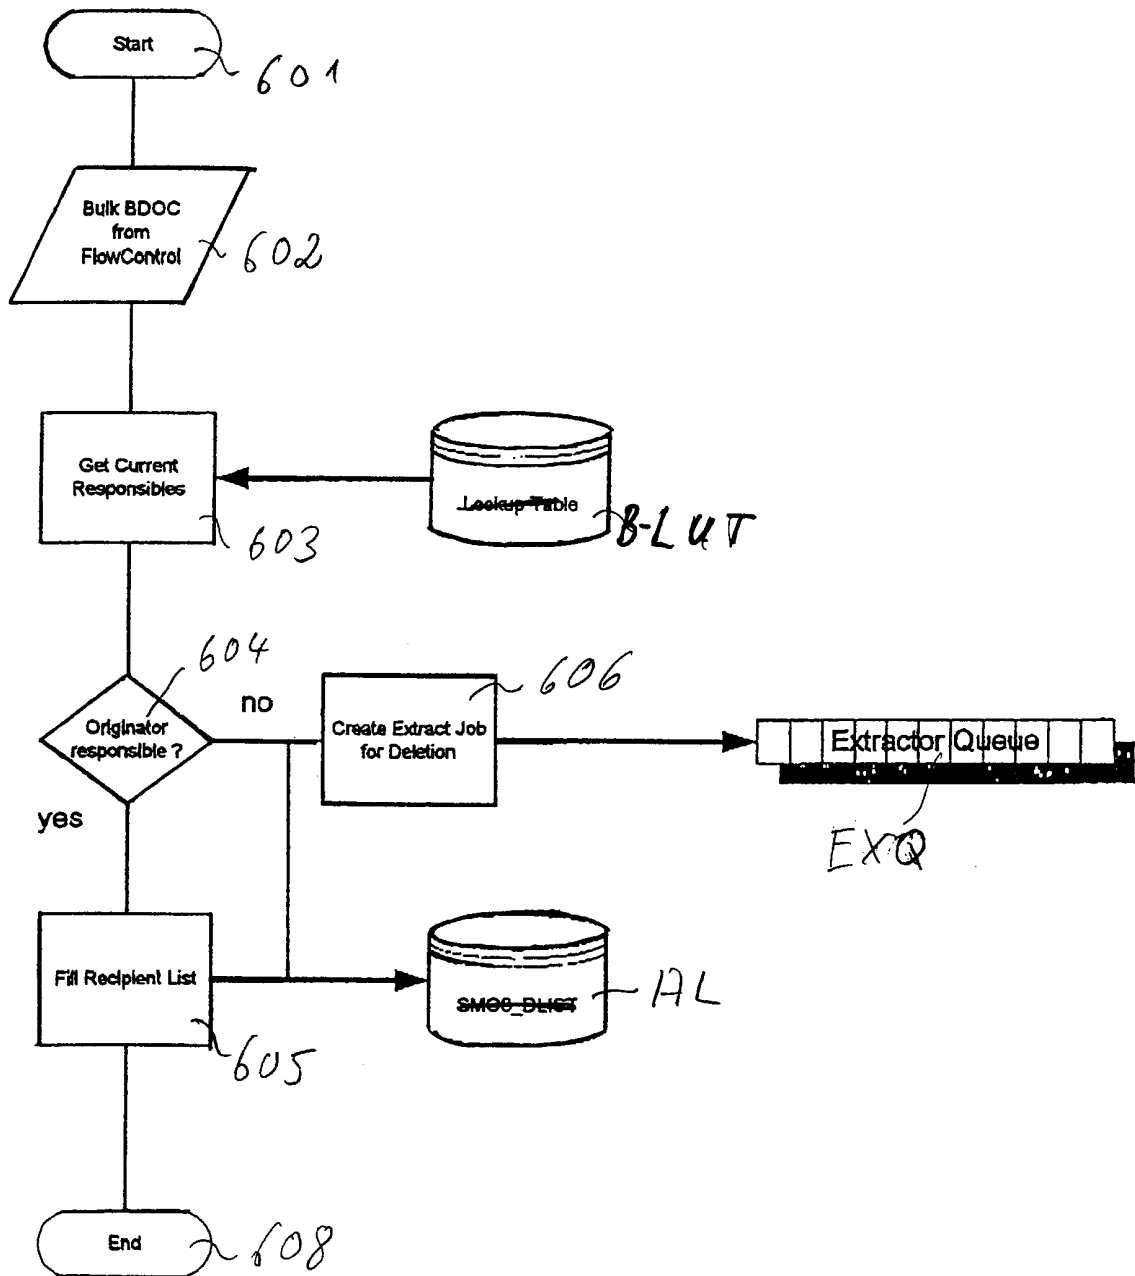 Start
601
Bulk BDOC
from
FlowControl
602
Get Current
Responsibles
603
Lookup Table
B-LUT
604
Originator
responsible ?
no
606
Create Extract Job
for Deletion
Extractor Queue
EXQ
yes
Fill Recipient List
605
AL
End
608